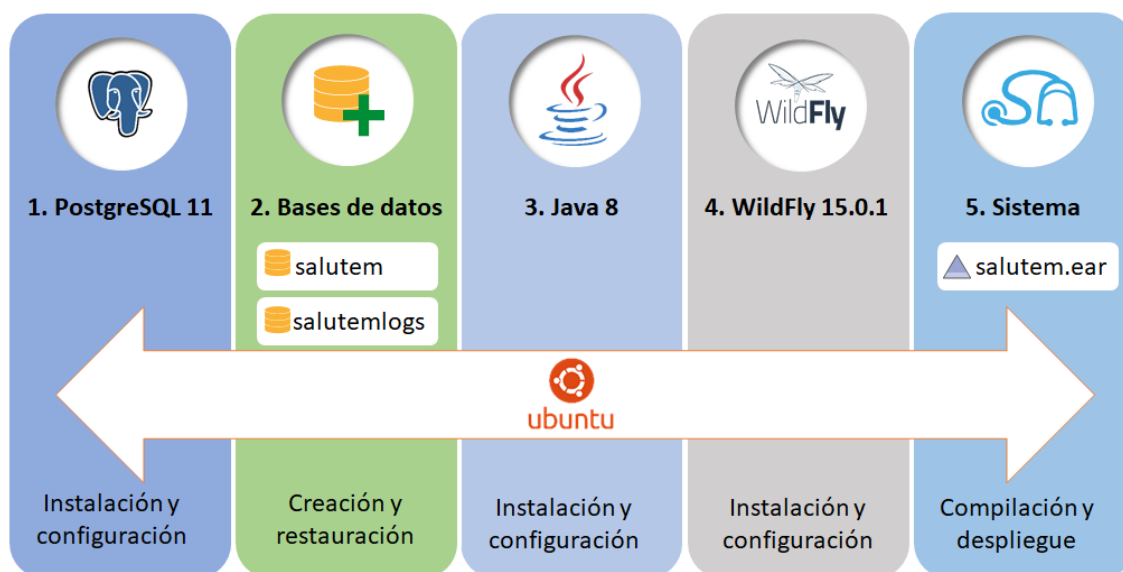 WildFly
SA
1. PostgreSQL 11
2. Bases de datos
3. Java 8
4. WildFly 15.0.1
5. Sistema
salutem
salutemlogs
salutem.ear
ubuntu
Instalación y
configuración
Creación y
restauración
Instalación y
configuración
Instalación y
configuración
Compilación y
despliegue